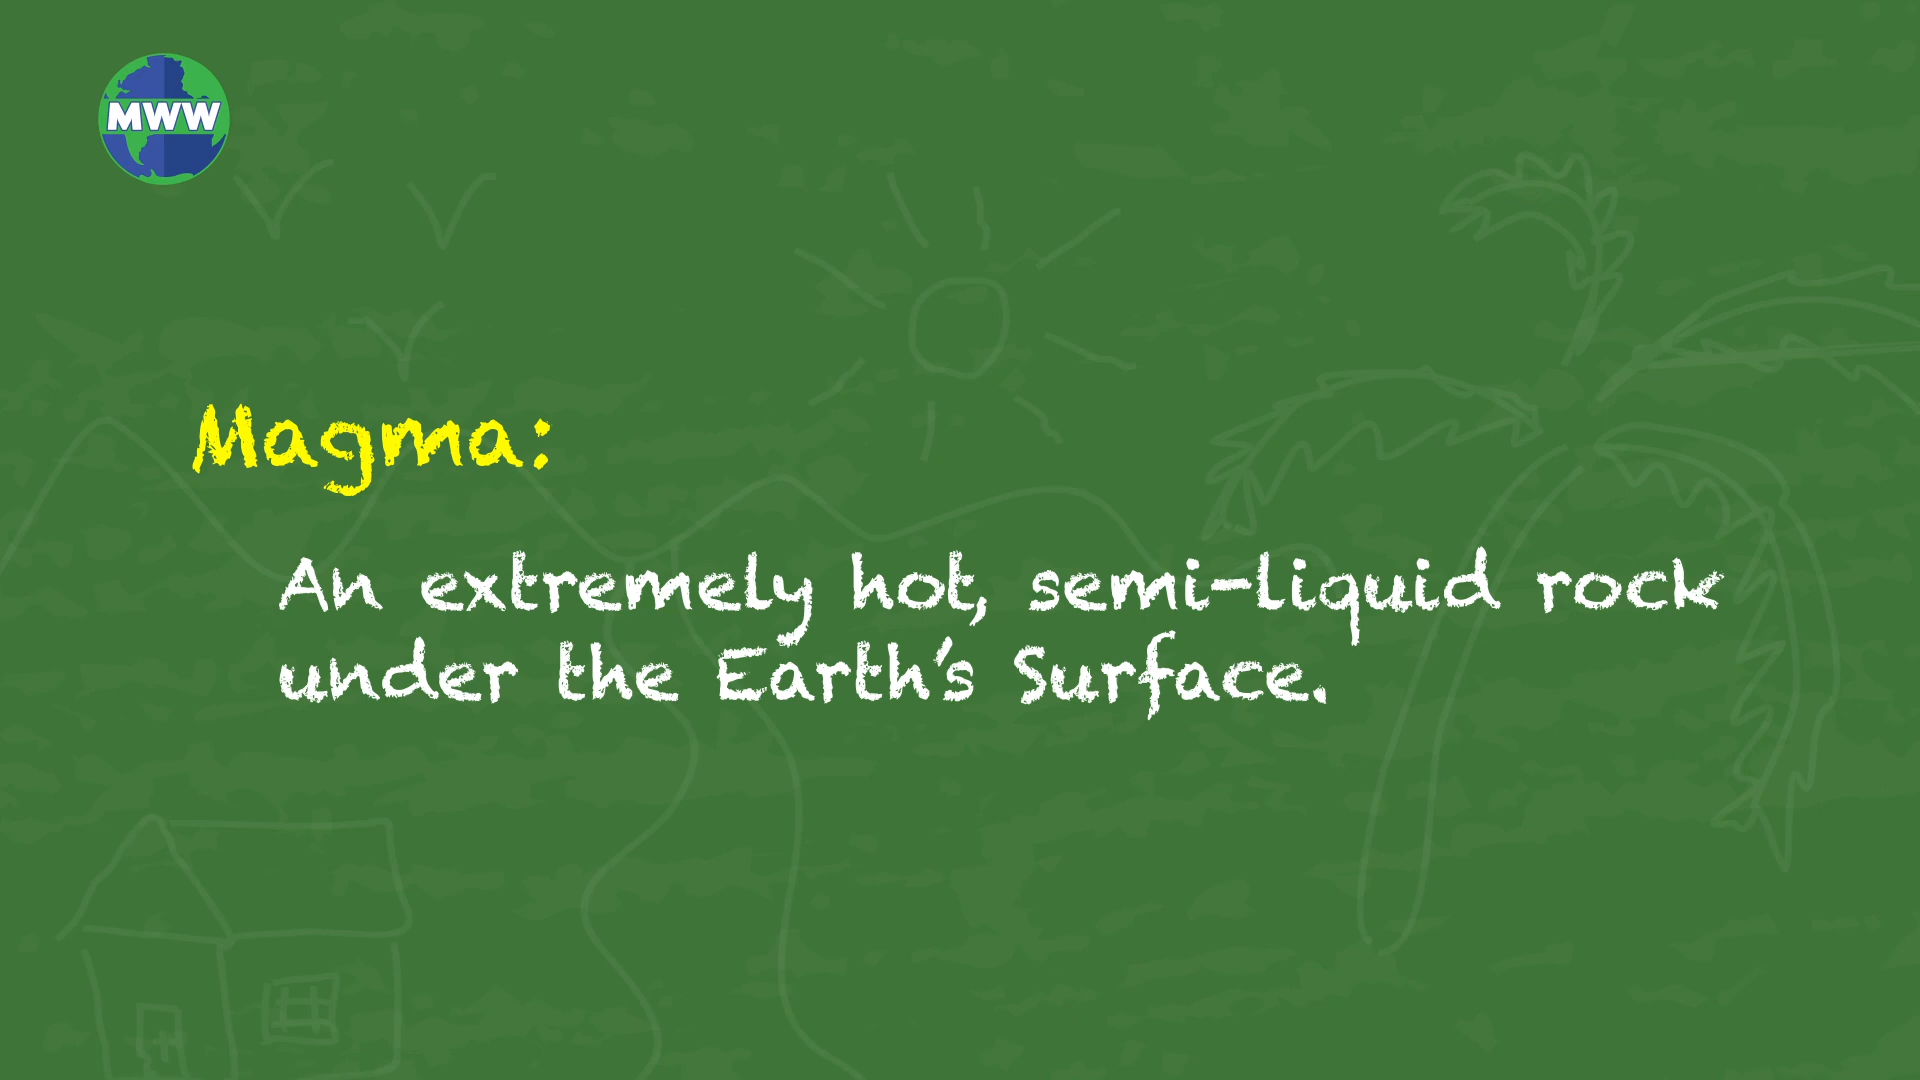 MWW
Magma:
An extremely hot, semi-liquid rock
under the Earth's Surface.